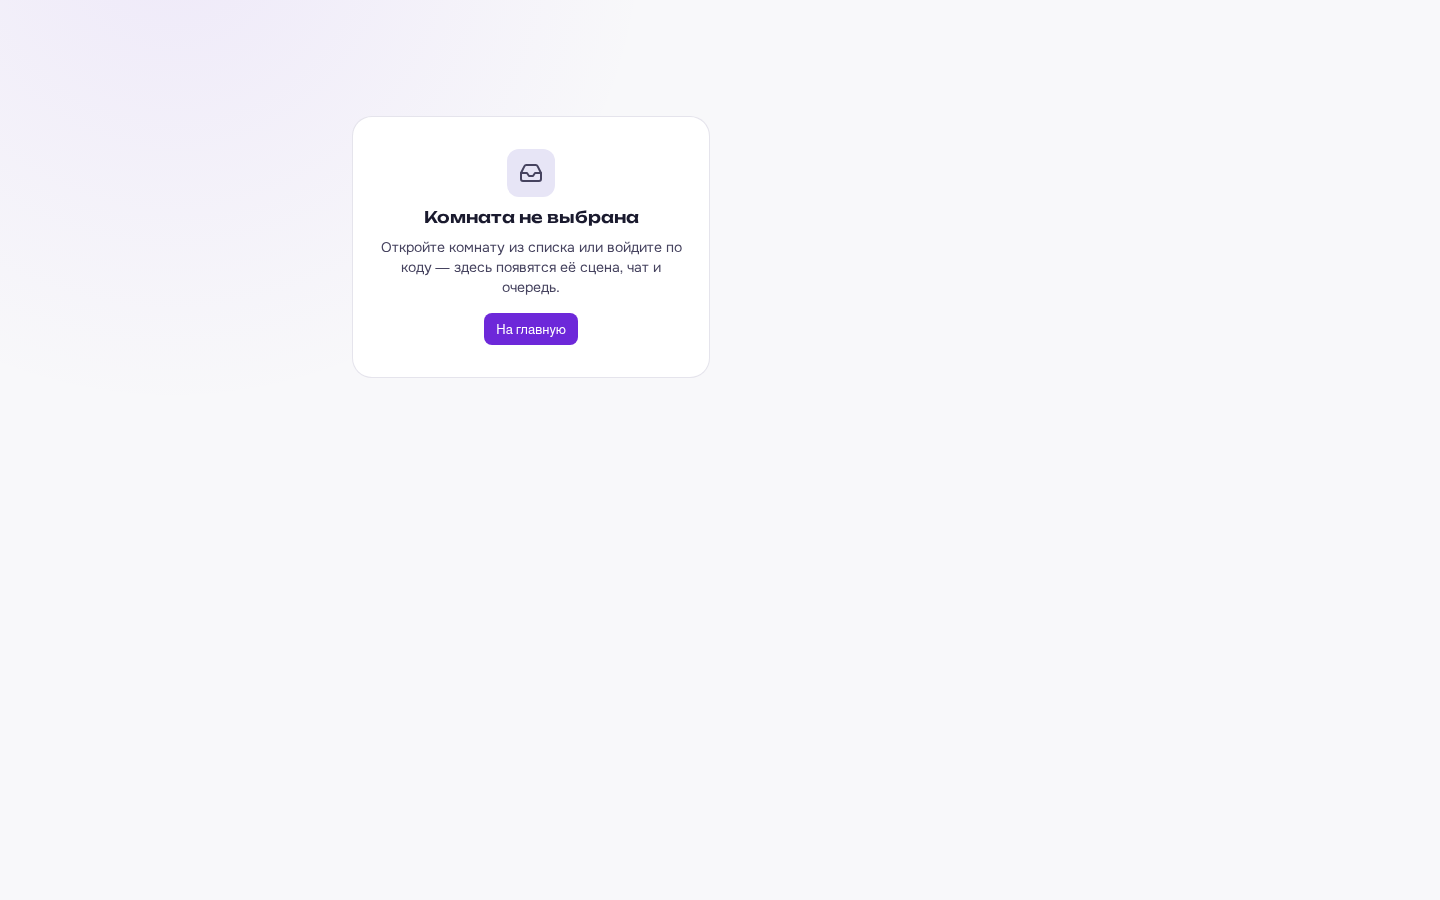 Комната не выбрана
Откройте комнату из списка или войдите по
коду — здесь появятся её сцена, чат и
очередь.
На главную